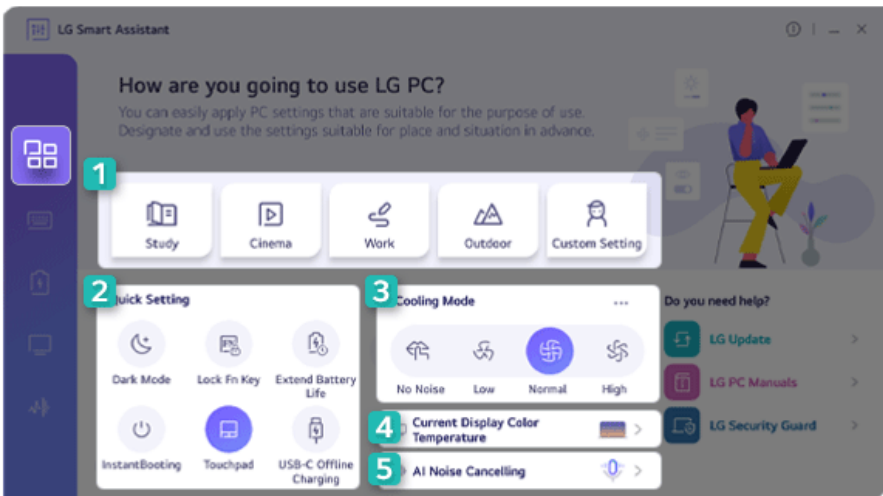 LG Smart Assistant
How are you going to use LG PC?
You can easily apply PC settings that are suitable for the purpose of use.
Designate and use the settings suitable for place and situation in advance.
1
Study
Cinema
Work
Outdoor
Custom Setting
2
Quick Setting
Dark Mode
Lock Fn Key
Extend Battery
Life
InstantBooting
Touchpad
USB-C Offline
Charging
3
Cooling Mode
...
No Noise
Low
Normal
High
4
Current Display Color
Temperature
5
AI Noise Cancelling
Do you need help?
LG Update
LG PC Manuals
LG Security Guard